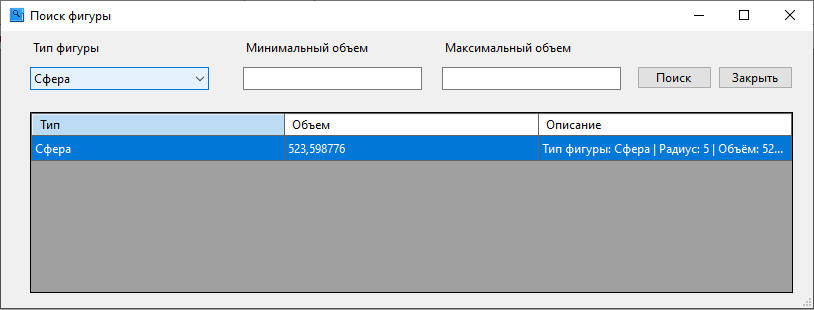 Поиск фигуры
Тип фигуры Минимальный объем Максимальный объем
Сфера Поиск Закрыть
Тип Объем Описание
Сфера 523,598776 Тип фигуры: Сфера | Радиус: 5 | Объём: 52...